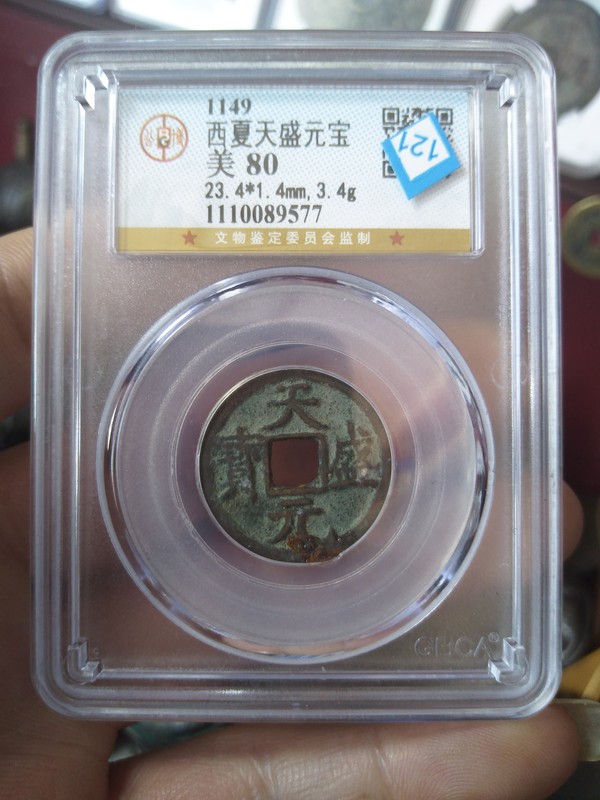 1149
西夏天盛元宝
美 80
23.4*1.4mm, 3.4g
1110089577
★ 文物鉴定委员会监制 ★
121
天
寳 盛
元
GBCA®